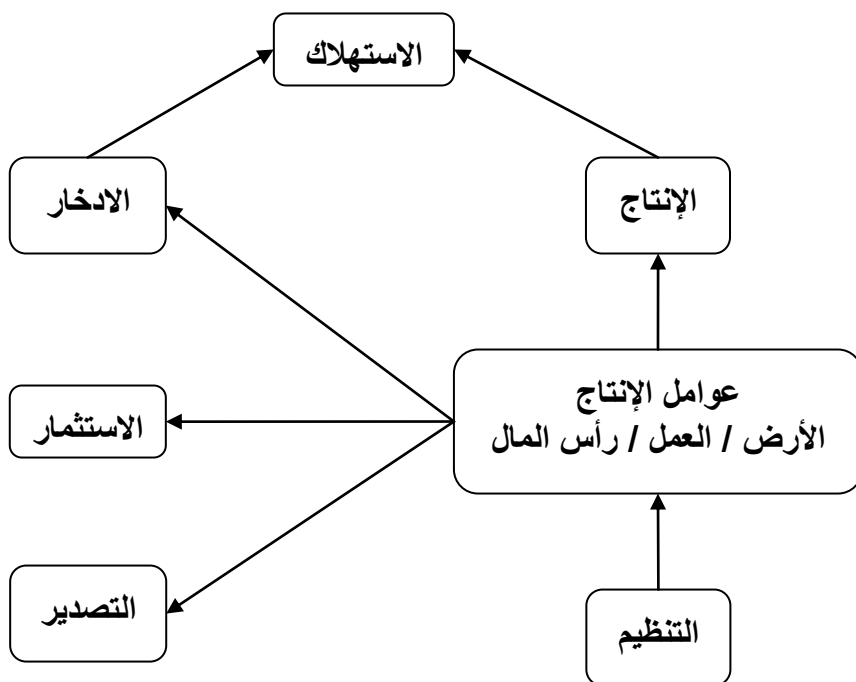 الاستهلاك
الإنتاج
الادخار
عوامل الإنتاج
الأرض / العمل / رأس المال
الاستثمار
التنظيم
التصدير